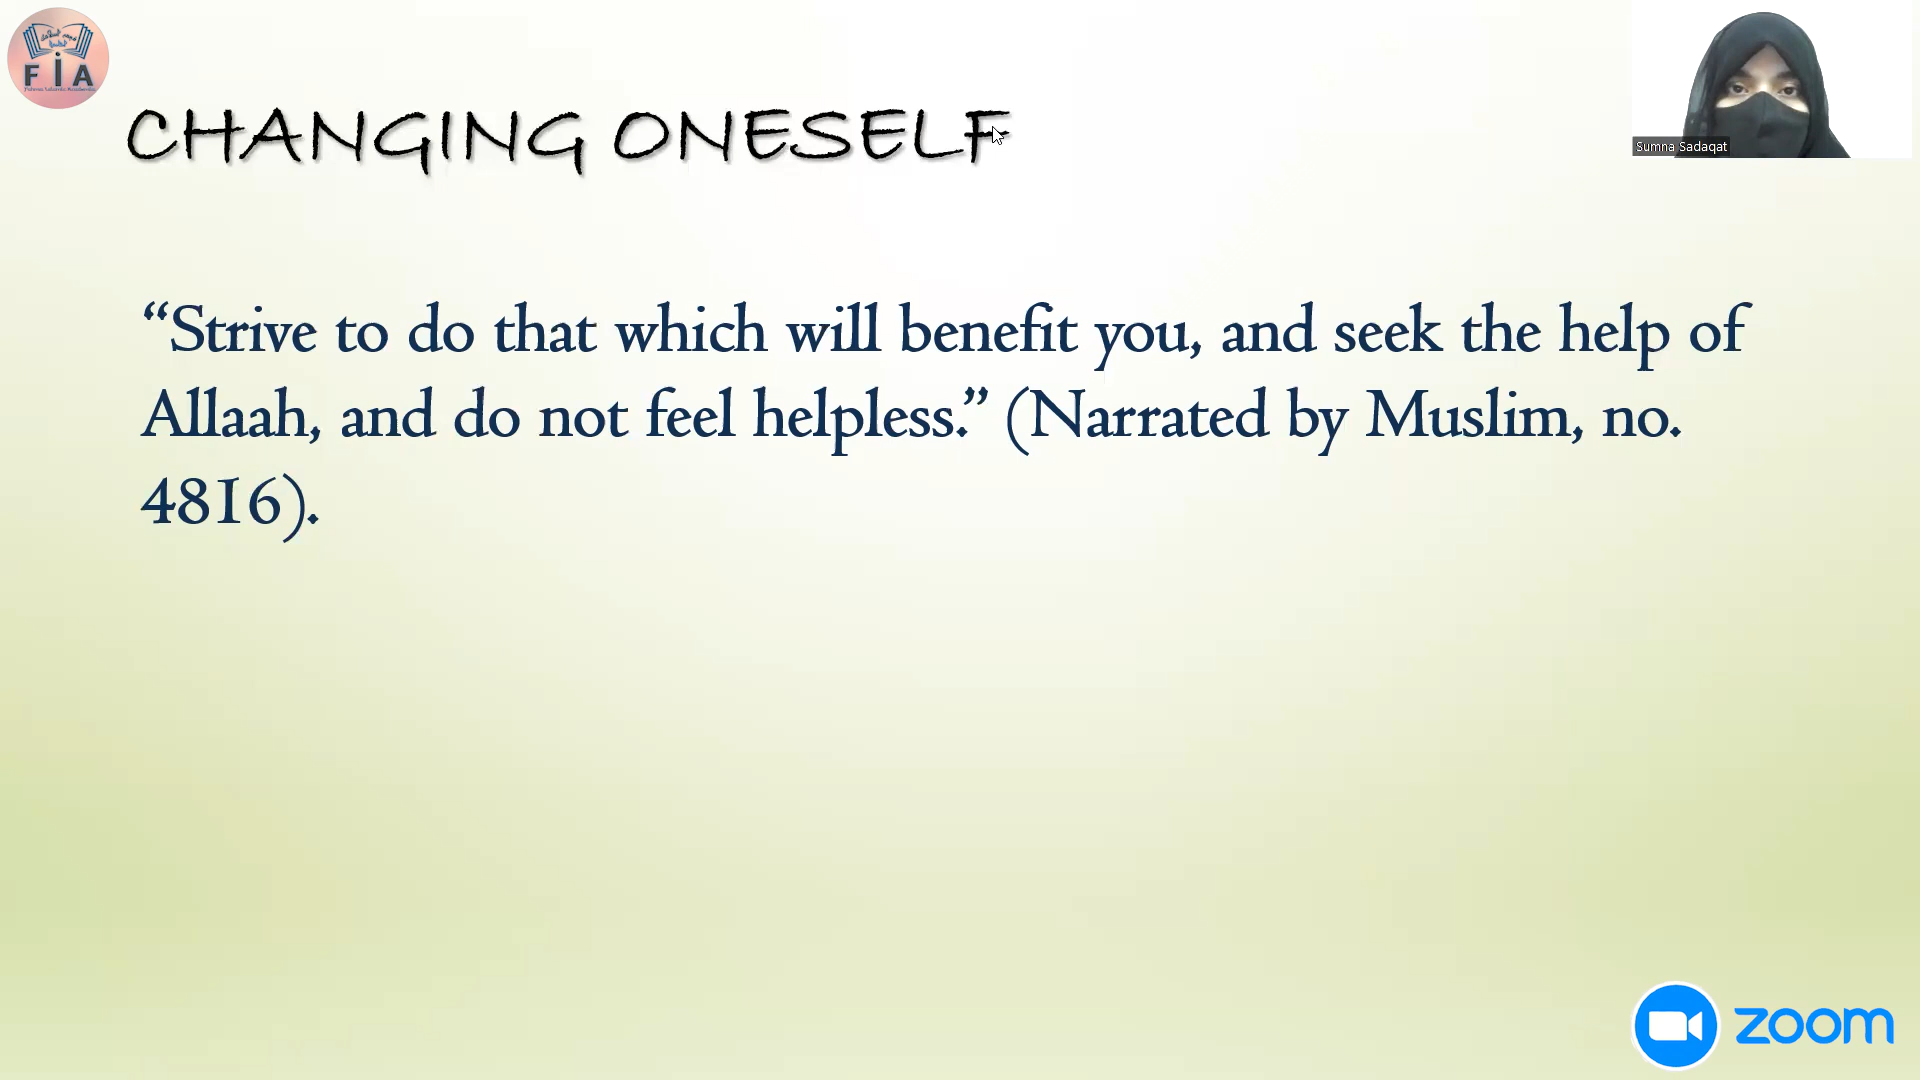 FiA
Sumna Sadaqat
CHANGING ONESELF
“Strive to do that which will benefit you, and seek the help of
Allaah, and do not feel helpless.” (Narrated by Muslim, no.
4816).
zoom